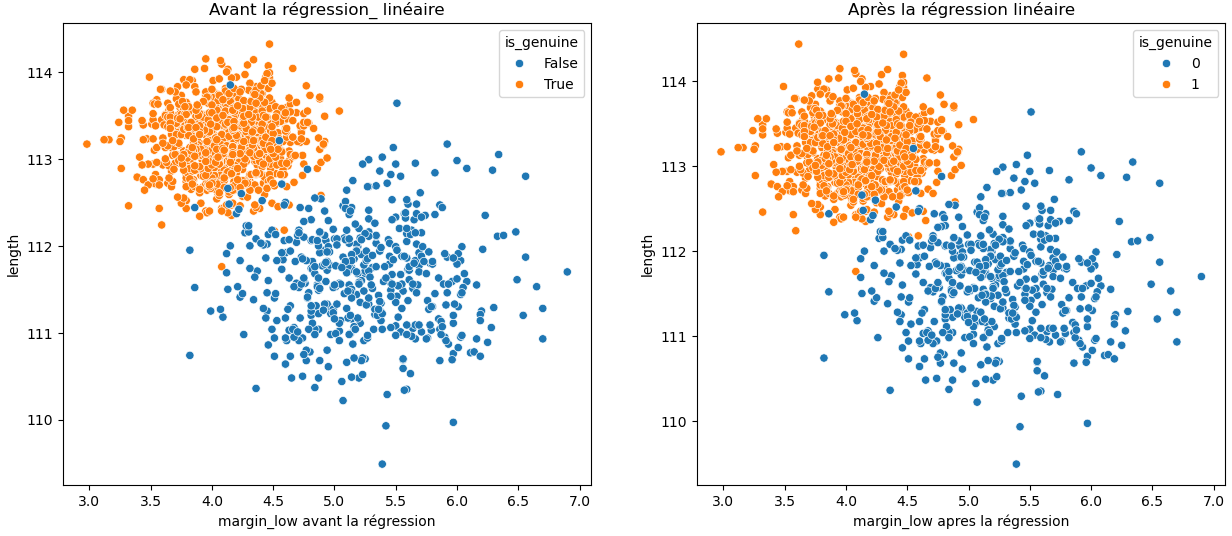 Avant la régression_ linéaire
is_genuine
False
True
114
113
112
111
110
length
3.0 3.5 4.0 4.5 5.0 5.5 6.0 6.5 7.0
margin_low avant la régression
Après la régression linéaire
is_genuine
0
1
114
113
112
111
110
length
3.0 3.5 4.0 4.5 5.0 5.5 6.0 6.5 7.0
margin_low apres la régression